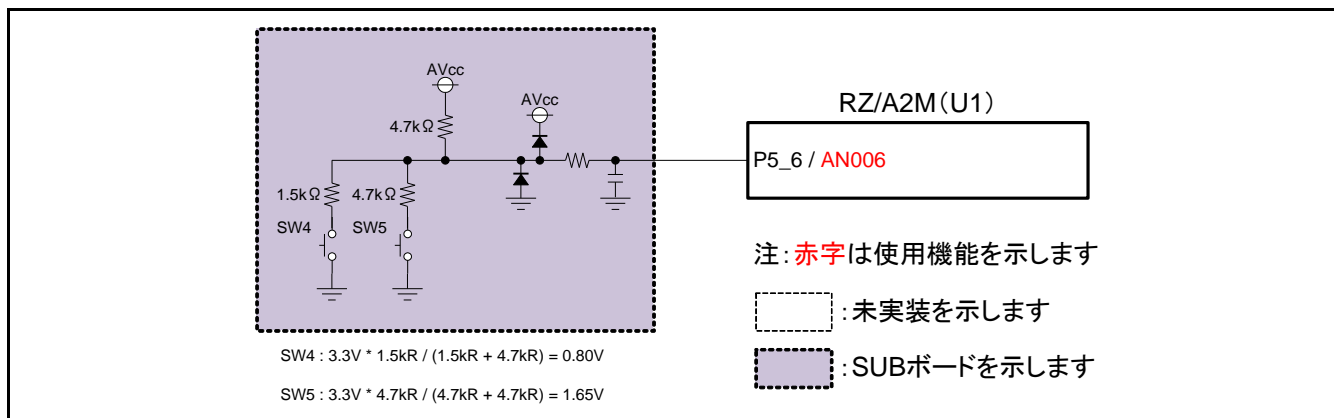 AVcc
AVcc
4.7kΩ
1.5kΩ
4.7kΩ
SW4
SW5
RZ/A2M(U1)
P5_6 / AN006
注:赤字は使用機能を示します
:未実装を示します
:SUBボードを示します
SW4 : 3.3V * 1.5kR / (1.5kR + 4.7kR) = 0.80V
SW5 : 3.3V * 4.7kR / (4.7kR + 4.7kR) = 1.65V